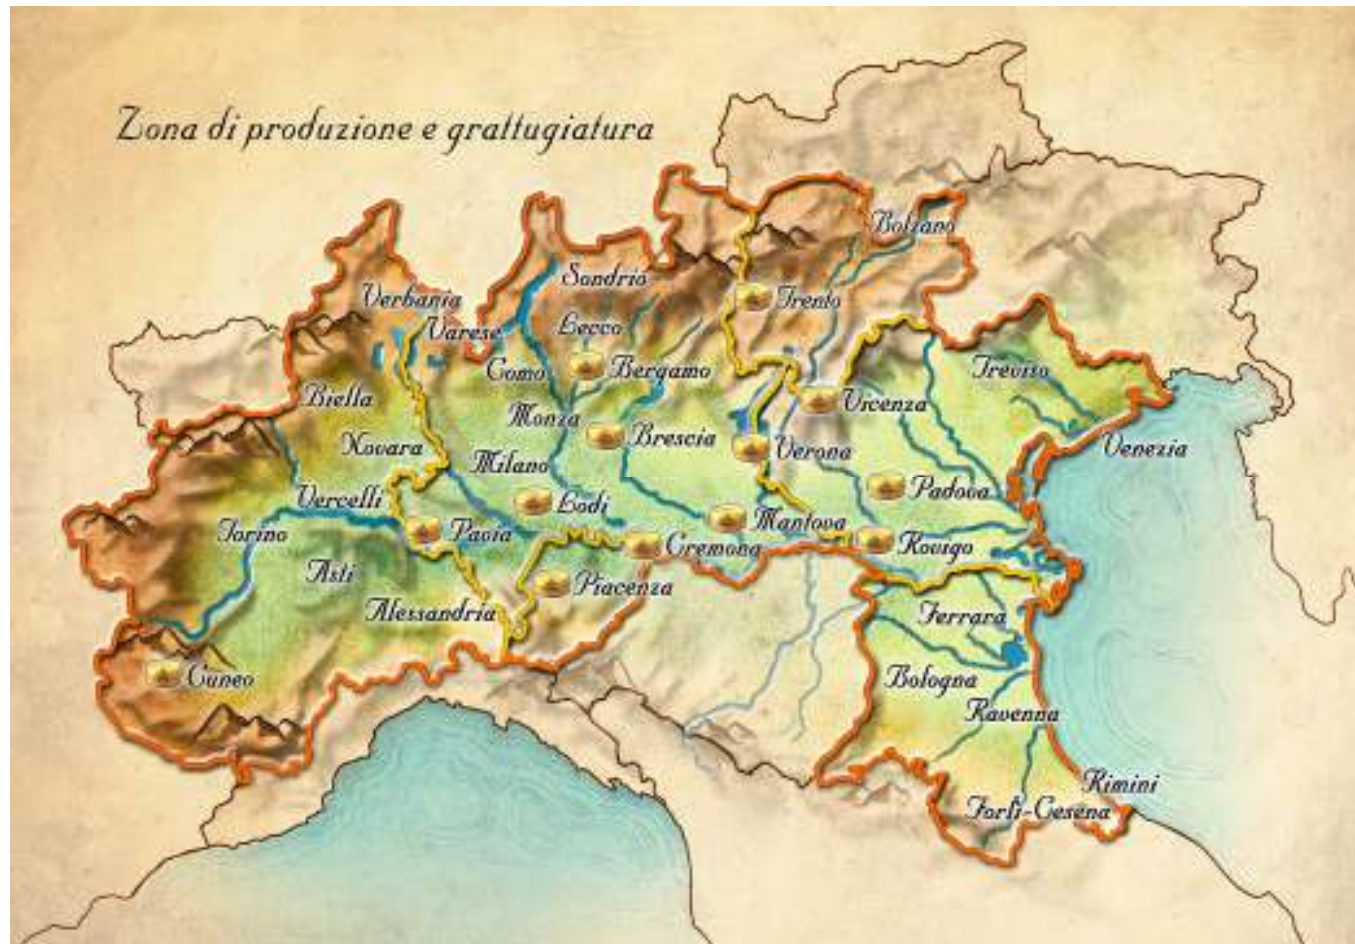 Zona di produzione e grattugiatura
Bolzano
Sondrio
Verbania
Trento
Varese
Lecco
Como
Bergamo
Treviso
Biella
Vicenza
Monza
Brescia
Novara
Verona
Venezia
Milano
Padova
Vercelli
Lodi
Torino
Pavia
Mantova
Cremona
Rovigo
Asti
Piacenza
Alessandria
Ferrara
Cuneo
Bologna
Ravenna
Rimini
Forlì-Cesena